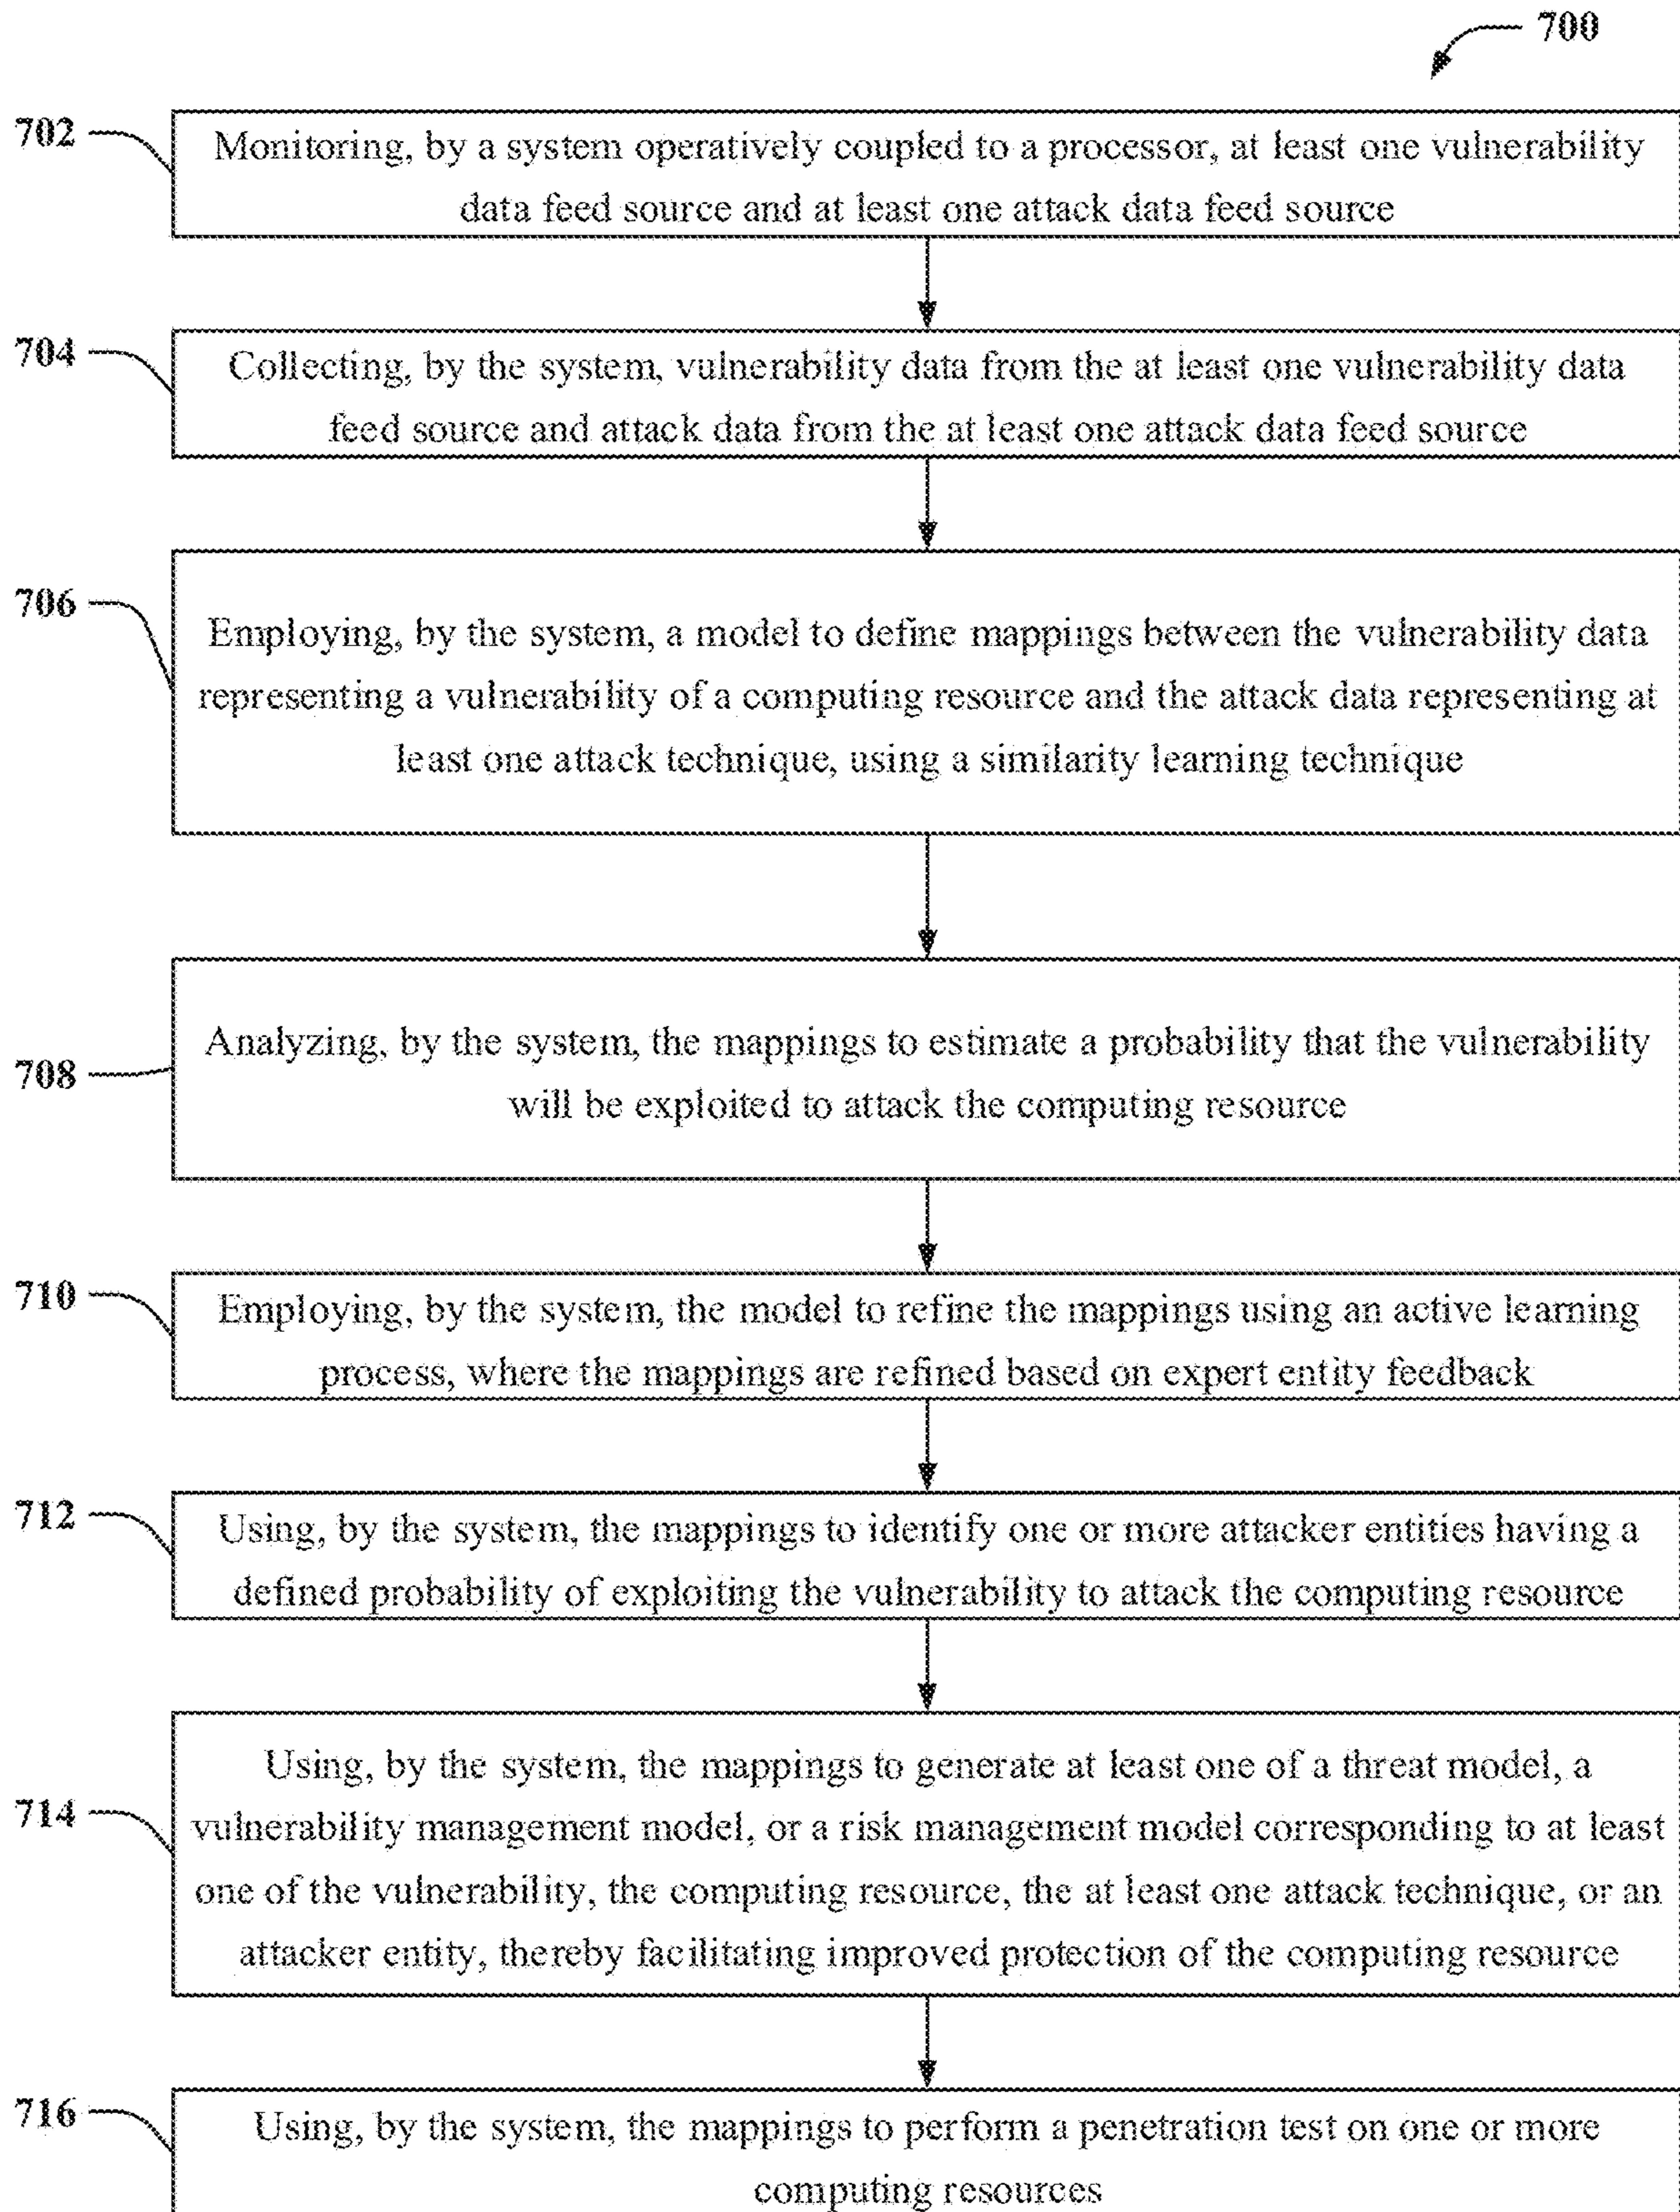 700
702
Monitoring, by a system operatively coupled to a processor, at least one vulnerability
data feed source and at least one attack data feed source
704
Collecting, by the system, vulnerability data from the at least one vulnerability data
feed source and attack data from the at least one attack data feed source
706
Employing, by the system, a model to define mappings between the vulnerability data
representing a vulnerability of a computing resource and the attack data representing at
least one attack technique, using a similarity learning technique
708
Analyzing, by the system, the mappings to estimate a probability that the vulnerability
will be exploited to attack the computing resource
710
Employing, by the system, the model to refine the mappings using an active learning
process, where the mappings are refined based on expert entity feedback
712
Using, by the system, the mappings to identify one or more attacker entities having a
defined probability of exploiting the vulnerability to attack the computing resource
714
Using, by the system, the mappings to generate at least one of a threat model, a
vulnerability management model, or a risk management model corresponding to at least
one of the vulnerability, the computing resource, the at least one attack technique, or an
attacker entity, thereby facilitating improved protection of the computing resource
716
Using, by the system, the mappings to perform a penetration test on one or more
computing resources